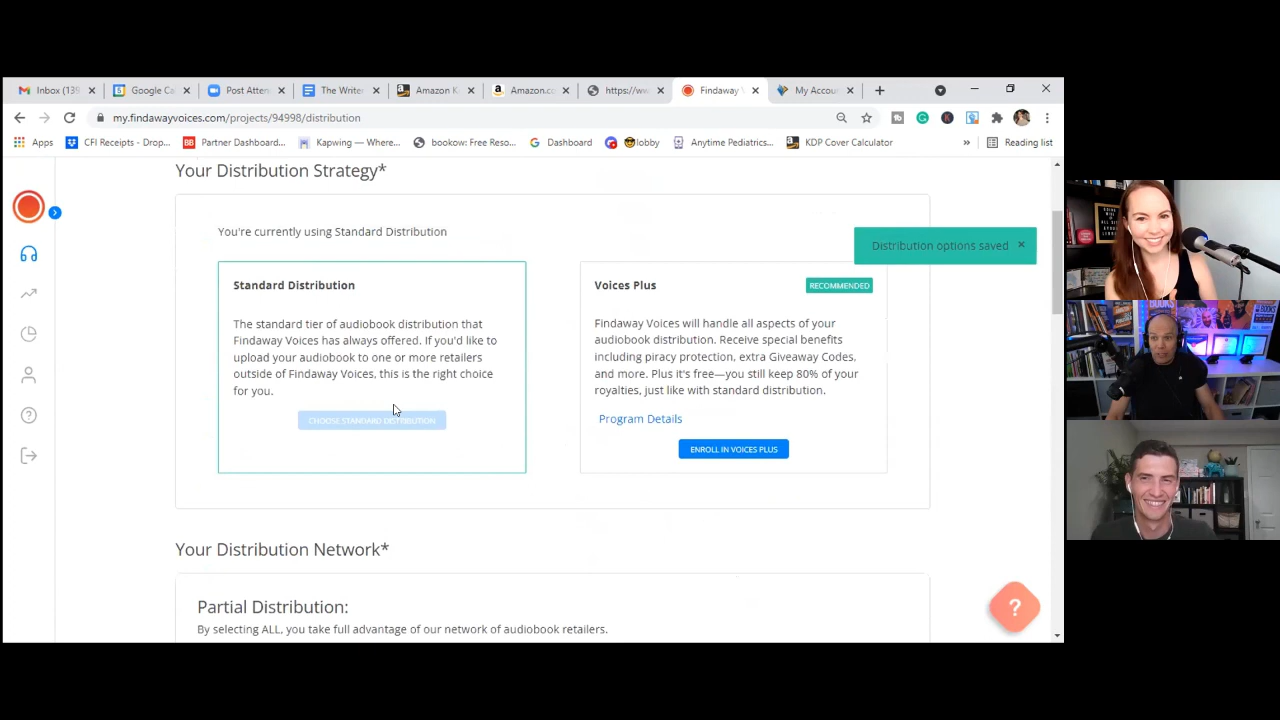 Inbox (139
Google Ca
Post Atten
The Writer
Amazon K
Amazon.c
https://ww
Findaway V
My Accou
my.findawayvoices.com/projects/94998/distribution
Apps
CFI Receipts - Drop...
BB Partner Dashboard...
Kapwing — Where...
bookow: Free Reso...
Dashboard
lobby
Anytime Pediatrics...
KDP Cover Calculator
»
Reading list
Your Distribution Strategy*
You're currently using Standard Distribution
Distribution options saved ×
Standard Distribution
The standard tier of audiobook distribution that
Findaway Voices has always offered. If you'd like to
upload your audiobook to one or more retailers
outside of Findaway Voices, this is the right choice
for you.
CHOOSE STANDARD DISTRIBUTION
Voices Plus
RECOMMENDED
Findaway Voices will handle all aspects of your
audiobook distribution. Receive special benefits
including piracy protection, extra Giveaway Codes,
and more. Plus it's free—you still keep 80% of your
royalties, just like with standard distribution.
Program Details
ENROLL IN VOICES PLUS
Your Distribution Network*
Partial Distribution:
By selecting ALL, you take full advantage of our network of audiobook retailers.
?